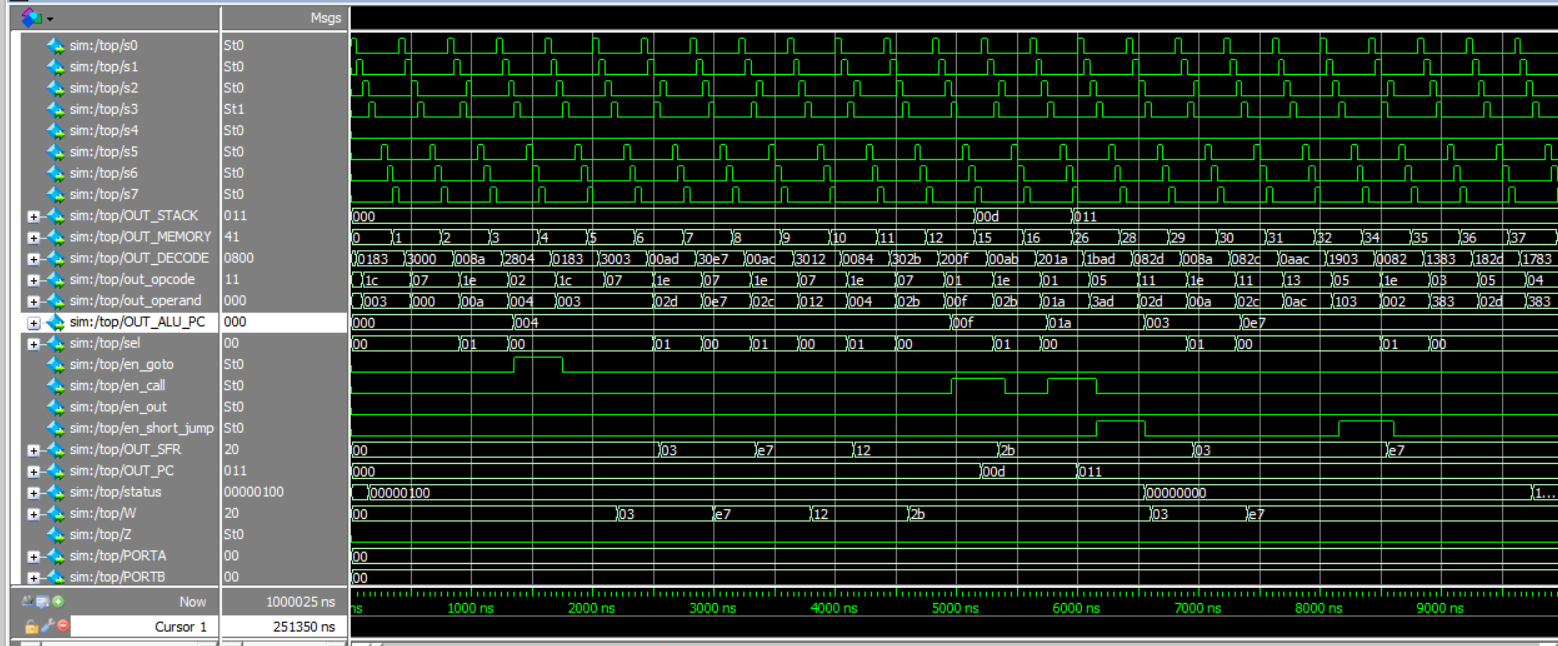 Msgs
sim:/top/s0 St0
sim:/top/s1 St0
sim:/top/s2 St0
sim:/top/s3 St1
sim:/top/s4 St0
sim:/top/s5 St0
sim:/top/s6 St0
sim:/top/s7 St0
sim:/top/OUT_STACK 011 000 00d 011
sim:/top/OUT_MEMORY 41 0 1 2 3 4 5 6 7 8 9 10 11 12 15 16 26 28 29 30 31 32 34 35 36 37
sim:/top/OUT_DECODE 0800 0183 3000 008a 2804 0183 3003 00ad 30e7 00ac 3012 0084 302b 200f 00ab 201a 1bad 082d 008a 082c 0aac 1903 0082 1383 182d 1783
sim:/top/out_opcode 11 1c 07 1e 02 1c 07 1e 07 1e 07 1e 07 01 1e 01 05 11 1e 11 13 05 1e 03 05 04
sim:/top/out_operand 000 003 000 00a 004 003 02d 0e7 02c 012 004 02b 00f 02b 01a 3ad 02d 00a 02c 0ac 103 002 383 02d 383
sim:/top/OUT_ALU_PC 000 000 004 00f 01a 003 0e7
sim:/top/sel 00 00 01 00 01 00 01 00 01 00 01 00 01 00 01 00
sim:/top/en_goto St0
sim:/top/en_call St0
sim:/top/en_out St0
sim:/top/en_short_jump St0
sim:/top/OUT_SFR 20 00 03 e7 12 2b 03 e7
sim:/top/OUT_PC 011 000 00d 011
sim:/top/status 00000100 00000100 00000000 1...
sim:/top/W 20 00 03 e7 12 2b 03 e7
sim:/top/Z St0
sim:/top/PORTA 00 00
sim:/top/PORTB 00 00
Now 1000025 ns ns 1000 ns 2000 ns 3000 ns 4000 ns 5000 ns 6000 ns 7000 ns 8000 ns 9000 ns
Cursor 1 251350 ns